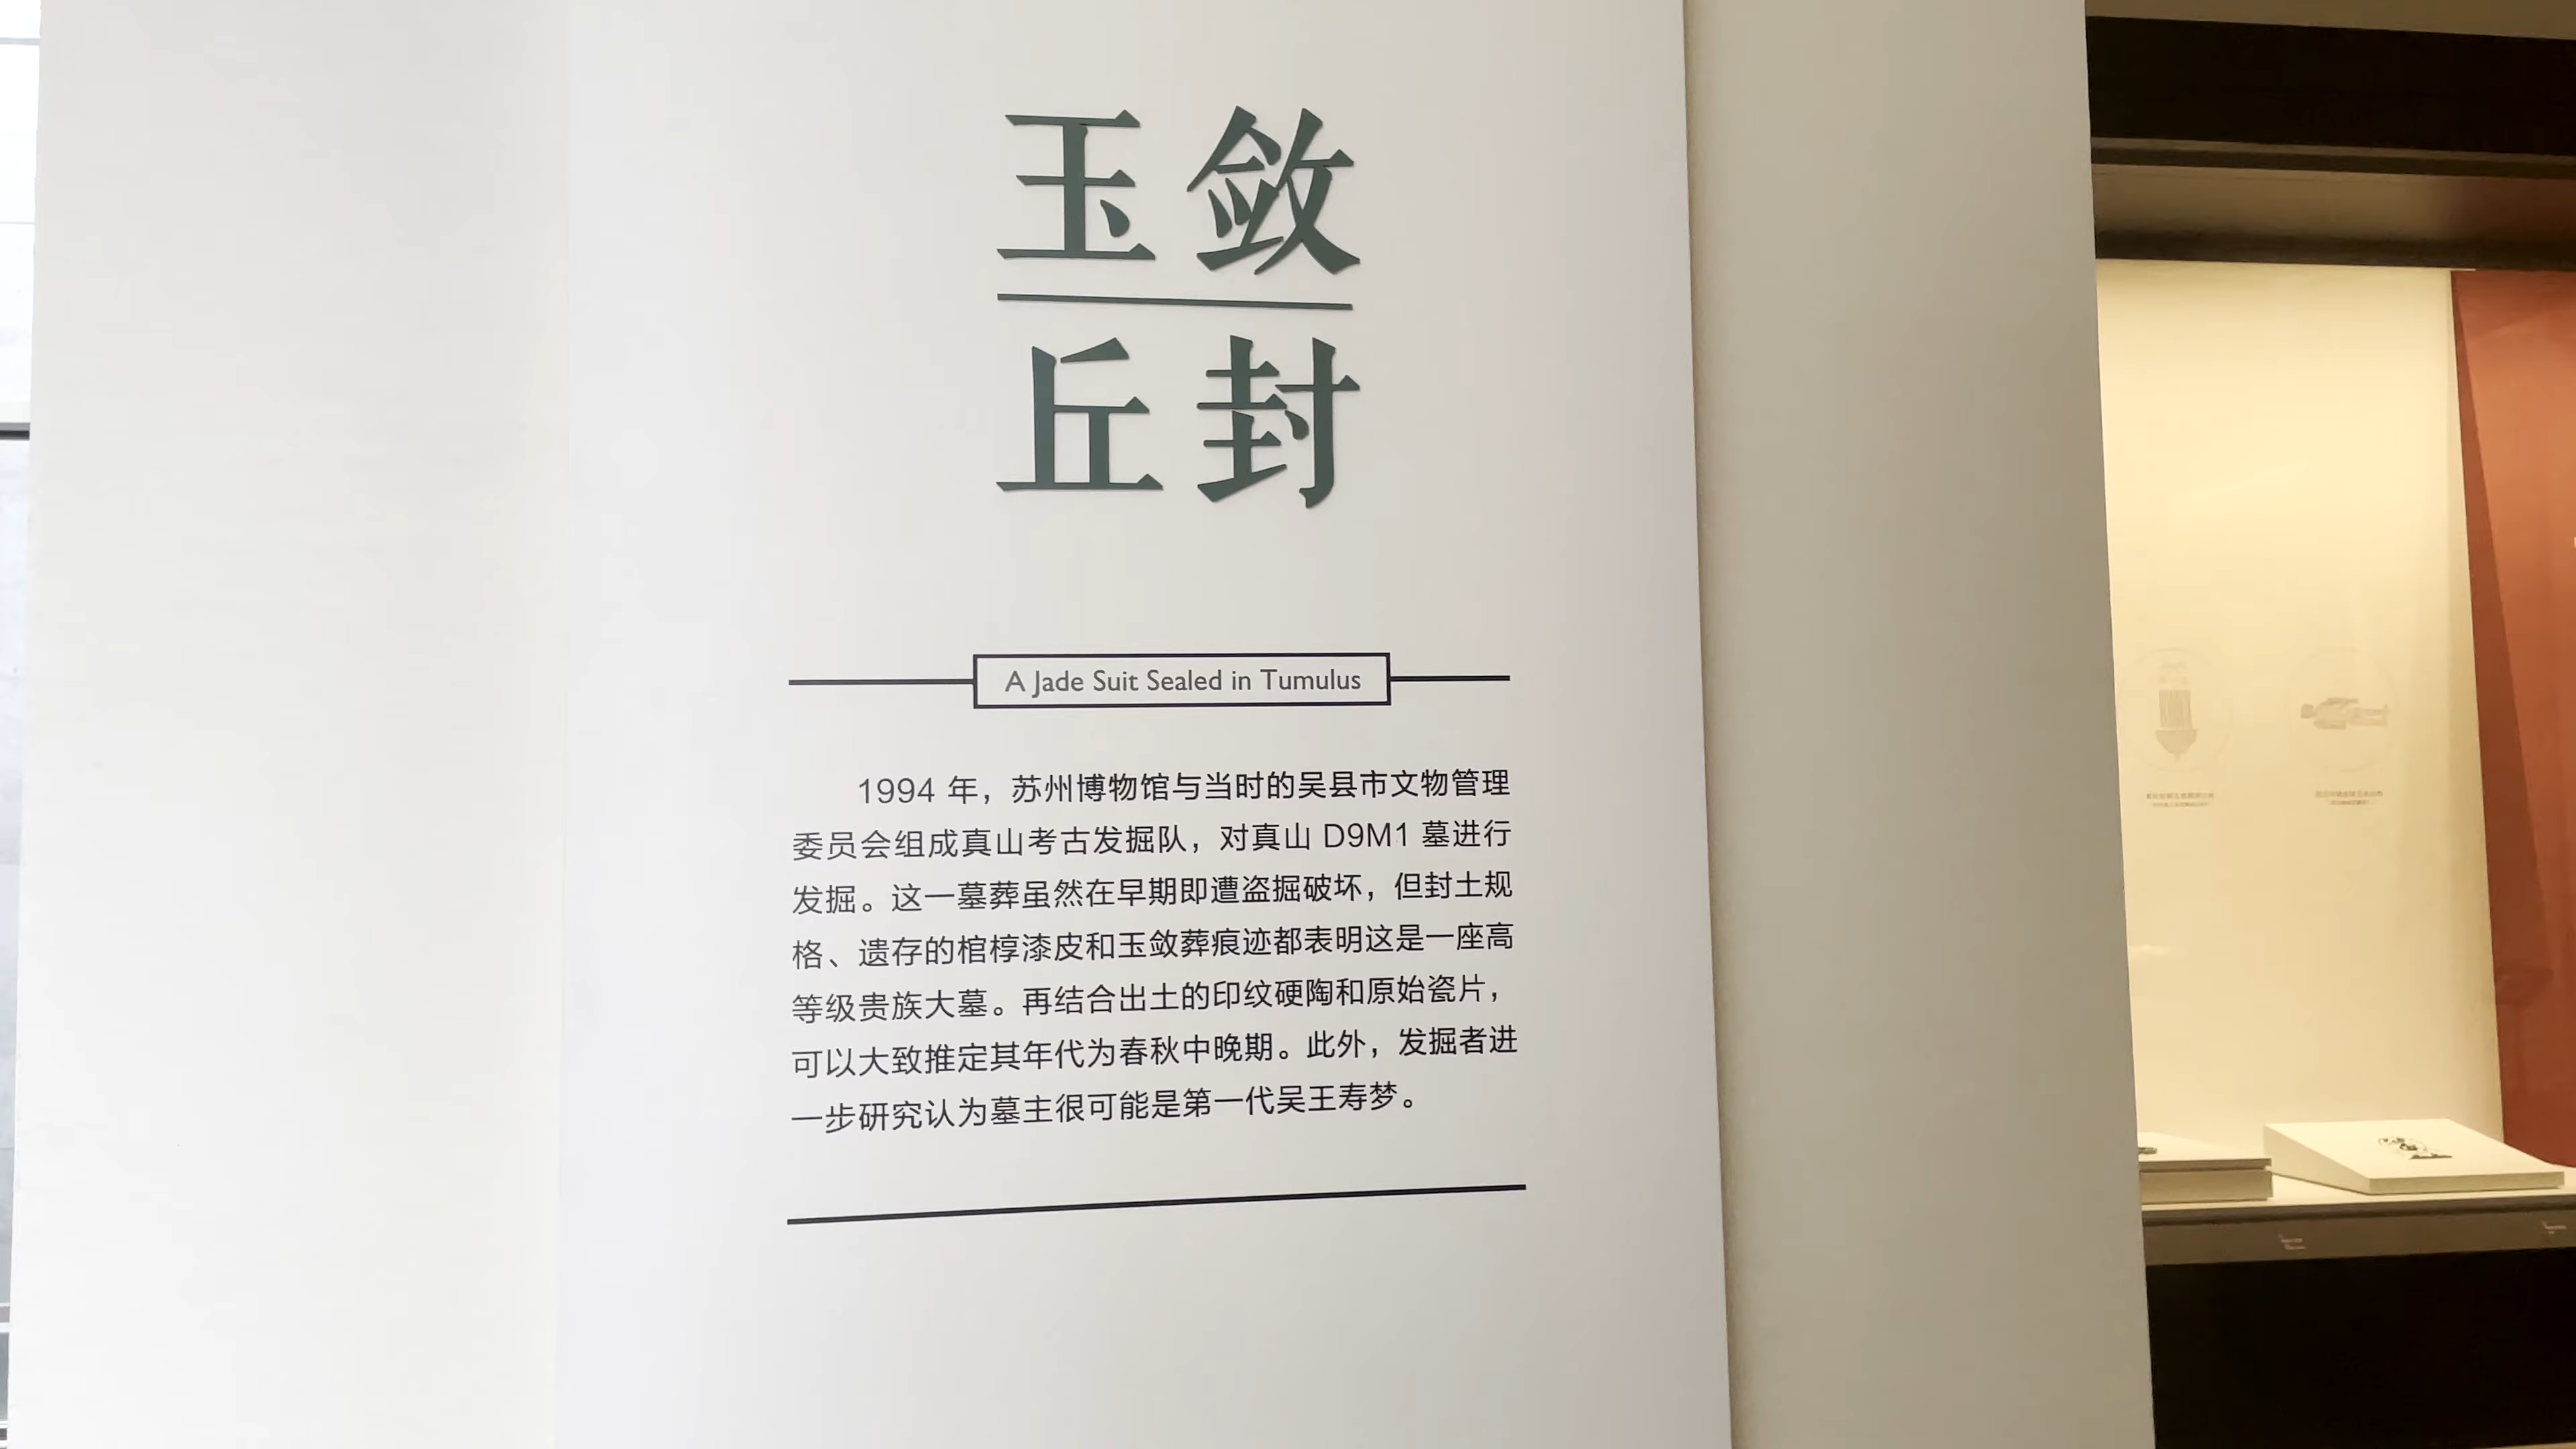 玉敛
丘封
A Jade Suit Sealed in Tumulus
1994 年，苏州博物馆与当时的吴县市文物管理
委员会组成真山考古发掘队，对真山 D9M1 墓进行
发掘。这一墓葬虽然在早期即遭盗掘破坏，但封土规
格、遗存的棺椁漆皮和玉敛葬痕迹都表明这是一座高
等级贵族大墓。再结合出土的印纹硬陶和原始瓷片，
可以大致推定其年代为春秋中晚期。此外，发掘者进
一步研究认为墓主很可能是第一代吴王寿梦。